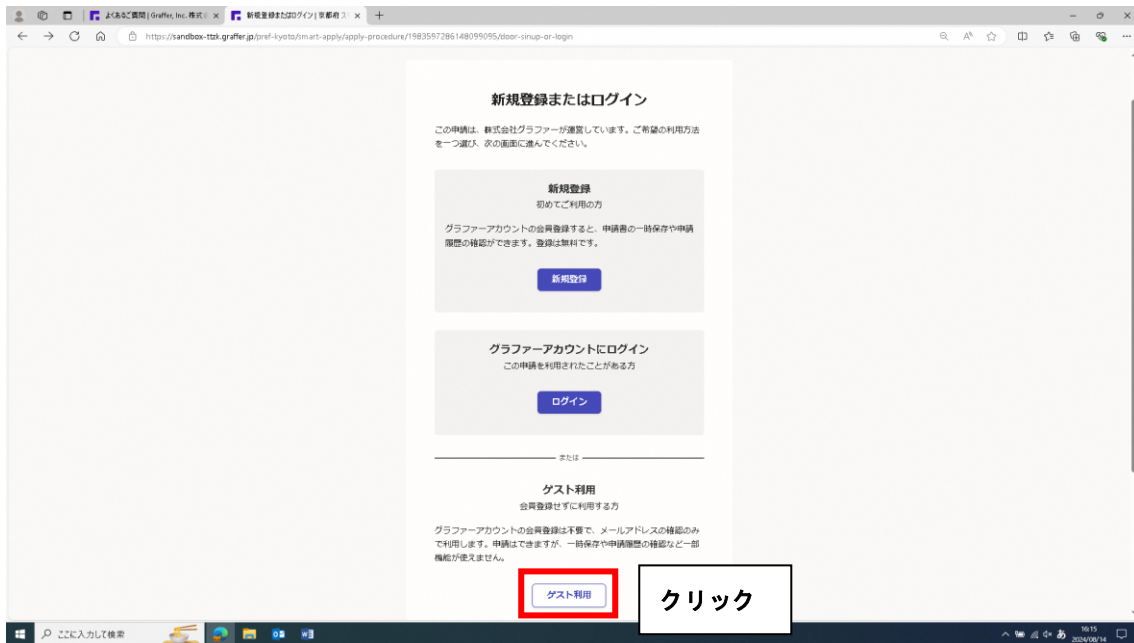 よくあるご質問 | Graffer, Inc. 株式
新規登録またはログイン | 京都府 ス
https://sandbox-ttzk.graffer.jp/pref-kyoto/smart-apply/apply-procedure/1983597286148099095/door-sinup-or-login
新規登録またはログイン
この申請は、株式会社グラファーが運営しています。ご希望の利用方法
を一つ選び、次の画面に進んでください。
新規登録
初めてご利用の方
グラファーアカウントの会員登録すると、申請書の一時保存や申請
履歴の確認ができます。登録は無料です。
新規登録
グラファーアカウントにログイン
この申請を利用されたことがある方
ログイン
または
ゲスト利用
会員登録せずに利用する方
グラファーアカウントの会員登録は不要で、メールアドレスの確認のみ
で利用します。申請はできますが、一時保存や申請履歴の確認など一部
機能が使えません。
ゲスト利用
クリック
ここに入力して検索
あ
16:15
2024/08/14